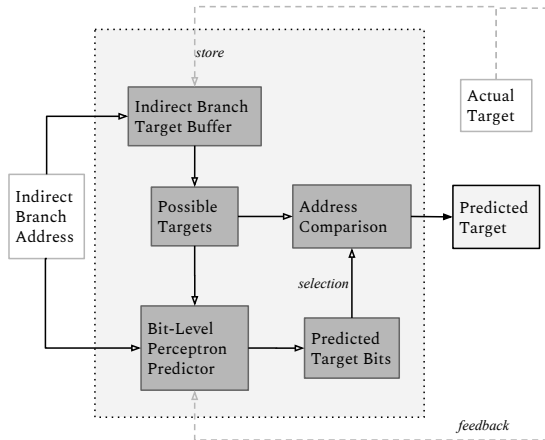 store
Indirect Branch
Target Buffer
Actual
Target
Indirect
Branch
Address
Possible
Targets
Address
Comparison
Predicted
Target
selection
Bit-Level
Perceptron
Predictor
Predicted
Target Bits
feedback